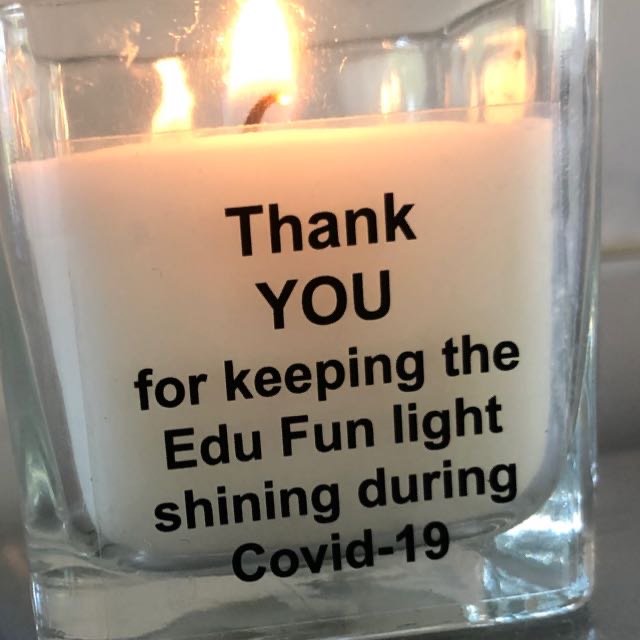 Thank
YOU
for keeping the
Edu Fun light
shining during
Covid-19